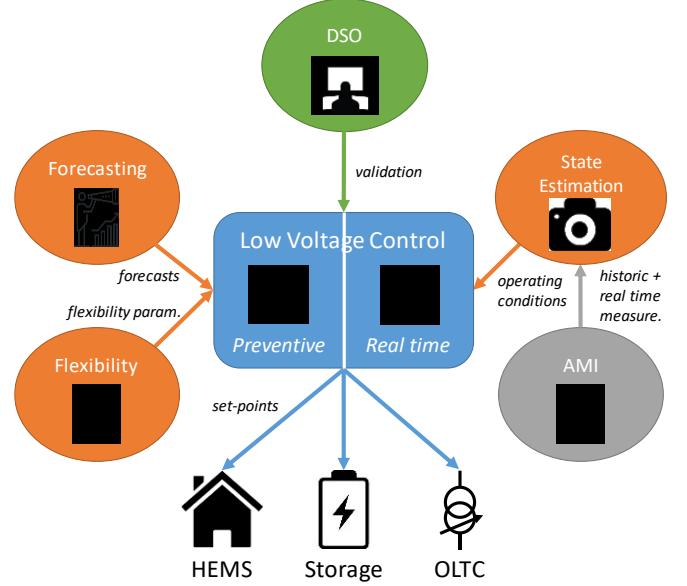 DSO
validation
Forecasting
State
Estimation
Low Voltage Control
forecasts
flexibility param.
operating
conditions
historic +
real time
measure.
Preventive
Real time
Flexibility
AMI
set-points
HEMS
Storage
OLTC